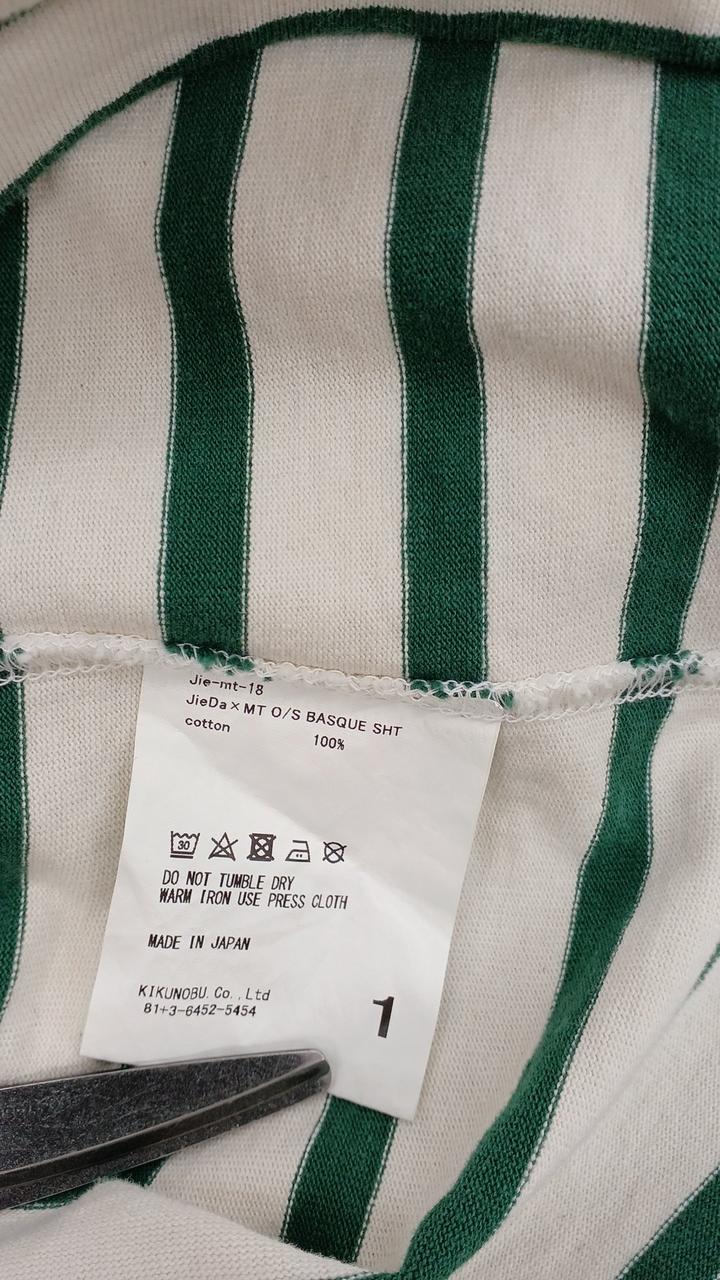 Jie-mt-18
JieDa×MT O/S BASQUE SHT
cotton 100%
30
DO NOT TUMBLE DRY
WARM IRON USE PRESS CLOTH
MADE IN JAPAN
KIKUNOBU. Co.,Ltd
81+3-6452-5454
1